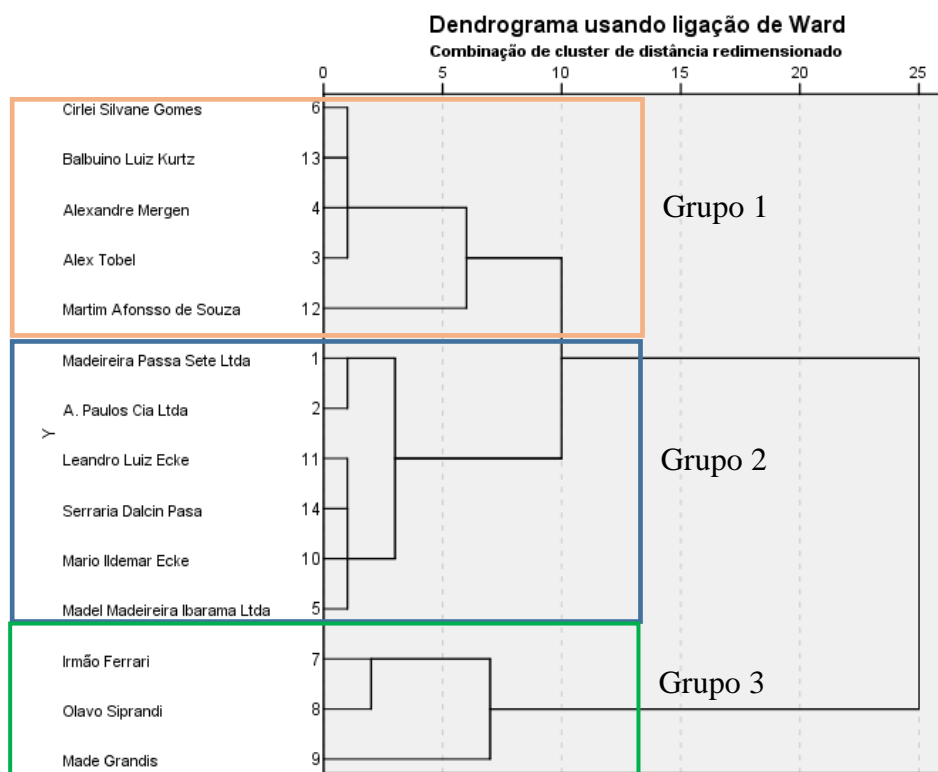 Dendrograma usando ligação de Ward
Combinação de cluster de distância redimensionado
0 5 10 15 20 25
Cirlei Silvane Gomes 6
Balbuino Luiz Kurtz 13
Alexandre Mergen 4
Grupo 1
Alex Tobel 3
Martim Afonsso de Souza 12
Madeireira Passa Sete Ltda 1
A. Paulos Cia Ltda 2
Y
Leandro Luiz Ecke 11
Grupo 2
Serraria Dalcin Pasa 14
Mario Ildemar Ecke 10
Madel Madeireira Ibarama Ltda 5
Irmão Ferrari 7
Grupo 3
Olavo Siprandi 8
Made Grandis 9